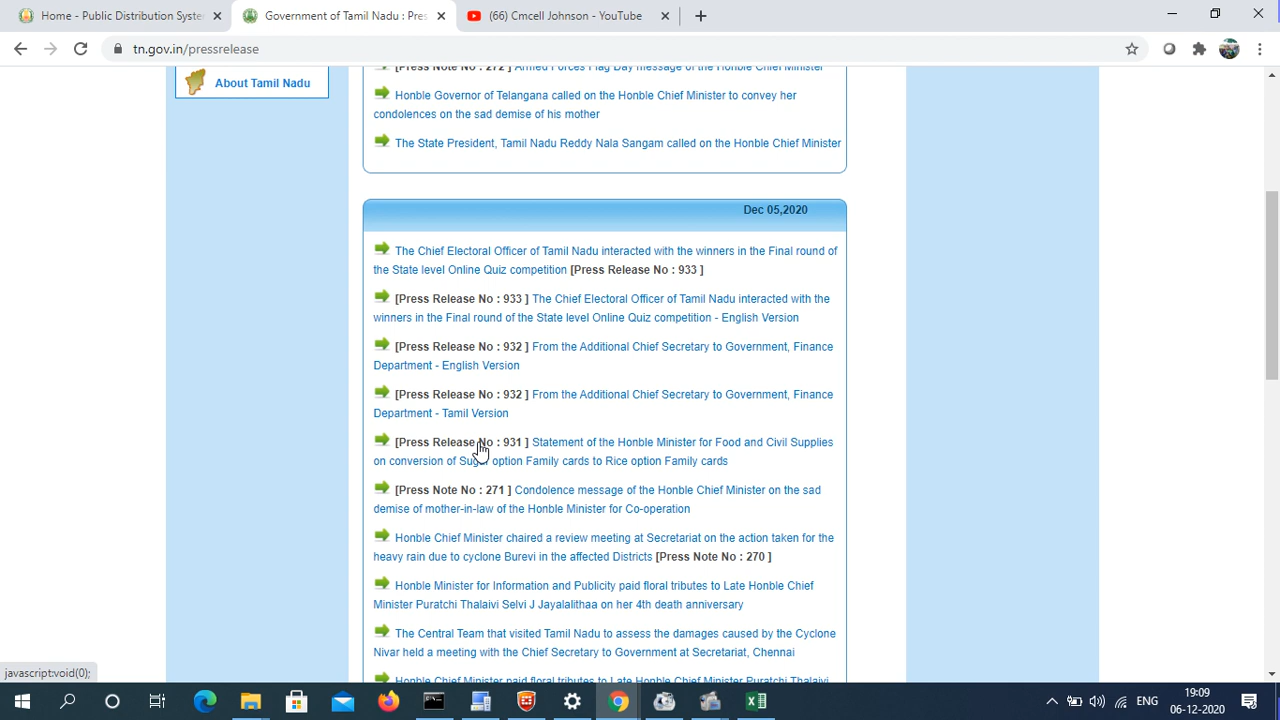 Home - Public Distribution System
Government of Tamil Nadu : Pres
(66) Cmcell Johnson - YouTube
tn.gov.in/pressrelease
About Tamil Nadu
[Press Note No : 272 ] Armed Forces Flag Day message of the Honble Chief Minister
Honble Governor of Telangana called on the Honble Chief Minister to convey her
condolences on the sad demise of his mother
The State President, Tamil Nadu Reddy Nala Sangam called on the Honble Chief Minister
Dec 05,2020
The Chief Electoral Officer of Tamil Nadu interacted with the winners in the Final round of
the State level Online Quiz competition [Press Release No : 933 ]
[Press Release No : 933 ] The Chief Electoral Officer of Tamil Nadu interacted with the
winners in the Final round of the State level Online Quiz competition - English Version
[Press Release No : 932 ] From the Additional Chief Secretary to Government, Finance
Department - English Version
[Press Release No : 932 ] From the Additional Chief Secretary to Government, Finance
Department - Tamil Version
[Press Release No : 931 ] Statement of the Honble Minister for Food and Civil Supplies
on conversion of Sugar option Family cards to Rice option Family cards
[Press Note No : 271 ] Condolence message of the Honble Chief Minister on the sad
demise of mother-in-law of the Honble Minister for Co-operation
Honble Chief Minister chaired a review meeting at Secretariat on the action taken for the
heavy rain due to cyclone Burevi in the affected Districts [Press Note No : 270 ]
Honble Minister for Information and Publicity paid floral tributes to Late Honble Chief
Minister Puratchi Thalaivi Selvi J Jayalalithaa on her 4th death anniversary
The Central Team that visited Tamil Nadu to assess the damages caused by the Cyclone
Nivar held a meeting with the Chief Secretary to Government at Secretariat, Chennai
Honble Chief Minister paid floral tributes to Late Honble Chief Minister Puratchi Thalaivi
javascript:void(0);
ENG
19:09
06-12-2020